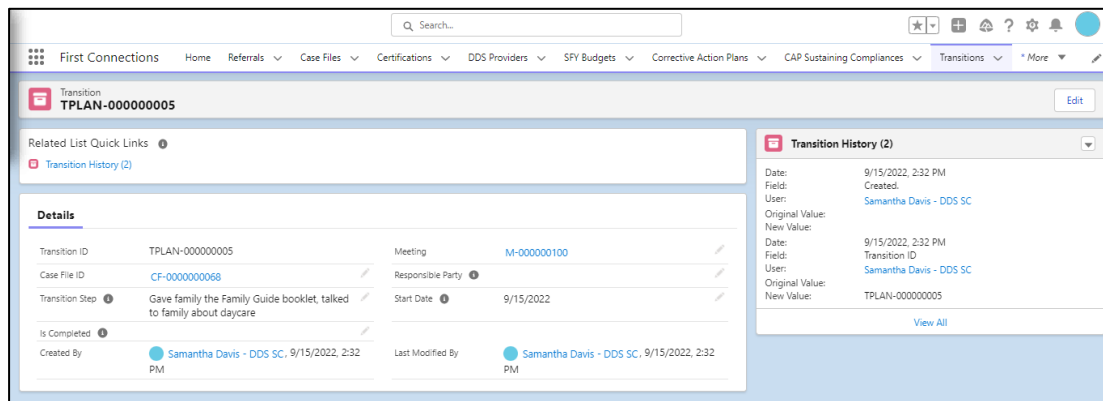 Search...
First Connections Home Referrals Case Files Certifications DDS Providers SFY Budgets Corrective Action Plans CAP Sustaining Compliances Transitions * More
Transition
TPLAN-000000005
Edit
Related List Quick Links
Transition History (2)
Details
Transition ID TPLAN-000000005 Meeting M-000000100
Case File ID CF-0000000068 Responsible Party
Transition Step Gave family the Family Guide booklet, talked Start Date 9/15/2022
to family about daycare
Is Completed
Created By Samantha Davis - DDS SC, 9/15/2022, 2:32 Last Modified By Samantha Davis - DDS SC, 9/15/2022, 2:32
PM PM
Transition History (2)
Date: 9/15/2022, 2:32 PM
Field: Created.
User: Samantha Davis - DDS SC
Original Value:
New Value:
Date: 9/15/2022, 2:32 PM
Field: Transition ID
User: Samantha Davis - DDS SC
Original Value:
New Value: TPLAN-000000005
View All